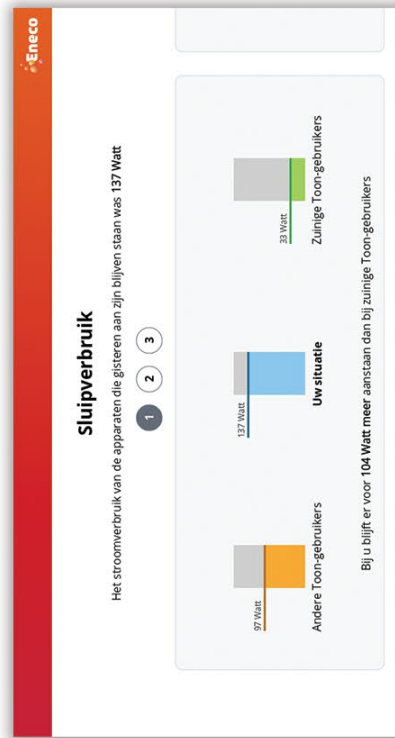 Eneco
Sluipverbruik
Het stroomverbruik van de apparaten die gisteren aan zijn blijven staan was 137 Watt
1 2 3
97 Watt
Andere Toon-gebruikers
137 Watt
Uw situatie
33 Watt
Zuinige Toon-gebruikers
Bij u blijft er voor 104 Watt meer aanstaan dan bij zuinige Toon-gebruikers